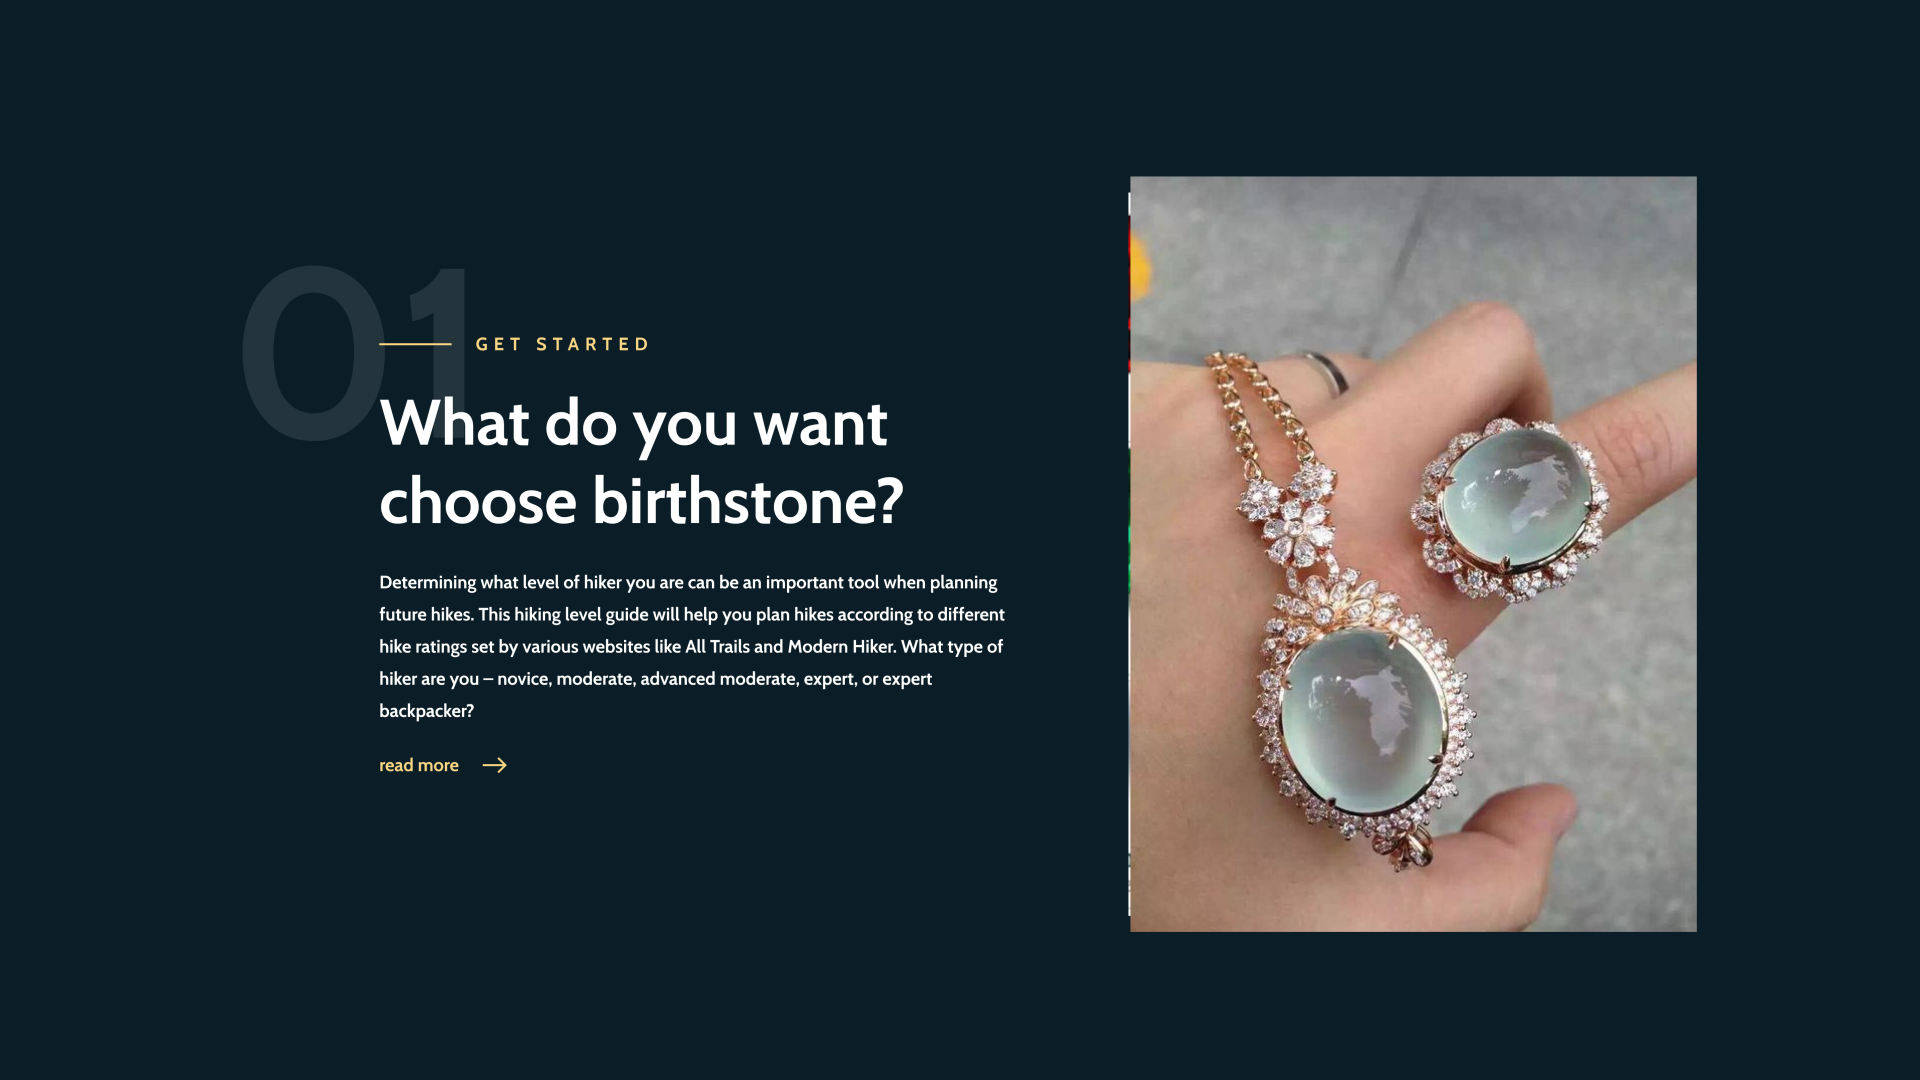 01
GET STARTED
What do you want
choose birthstone?
Determining what level of hiker you are can be an important tool when planning
future hikes. This hiking level guide will help you plan hikes according to different
hike ratings set by various websites like All Trails and Modern Hiker. What type of
hiker are you – novice, moderate, advanced moderate, expert, or expert
backpacker?
read more